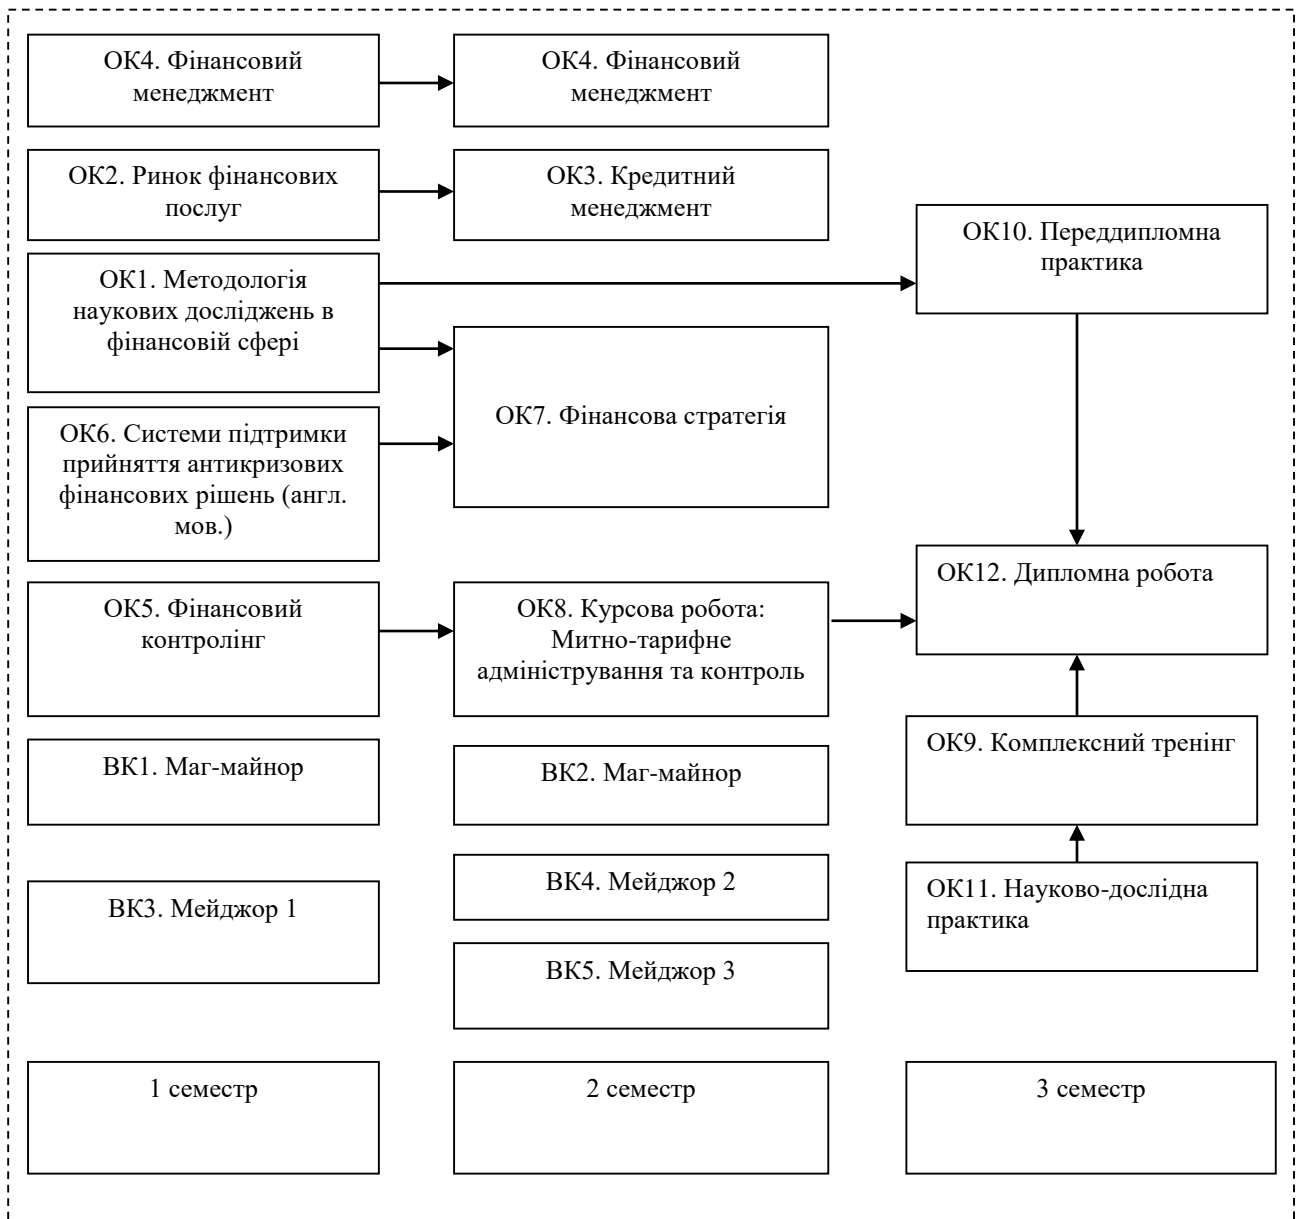 ОК4. Фінансовий
менеджмент
ОК4. Фінансовий
менеджмент
ОК2. Ринок фінансових
послуг
ОК3. Кредитний
менеджмент
ОК10. Переддипломна
практика
ОК1. Методологія
наукових досліджень в
фінансовій сфері
ОК7. Фінансова стратегія
ОК6. Системи підтримки
прийняття антикризових
фінансових рішень (англ.
мов.)
ОК12. Дипломна робота
ОК5. Фінансовий
контролінг
ОК8. Курсова робота:
Митно-тарифне
адміністрування та контроль
ОК9. Комплексний тренінг
ВК1. Маг-майнор
ВК2. Маг-майнор
ВК4. Мейджор 2
ОК11. Науково-дослідна
практика
ВК3. Мейджор 1
ВК5. Мейджор 3
1 семестр
2 семестр
3 семестр